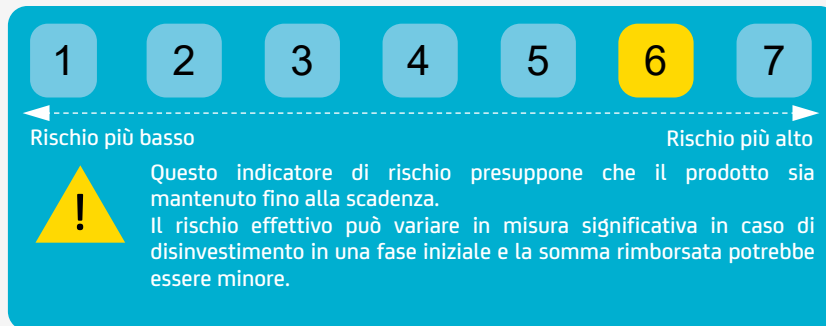 1 2 3 4 5 6 7
Rischio più basso Rischio più alto
!
Questo indicatore di rischio presuppone che il prodotto sia
mantenuto fino alla scadenza.
Il rischio effettivo può variare in misura significativa in caso di
disinvestimento in una fase iniziale e la somma rimborsata potrebbe
essere minore.